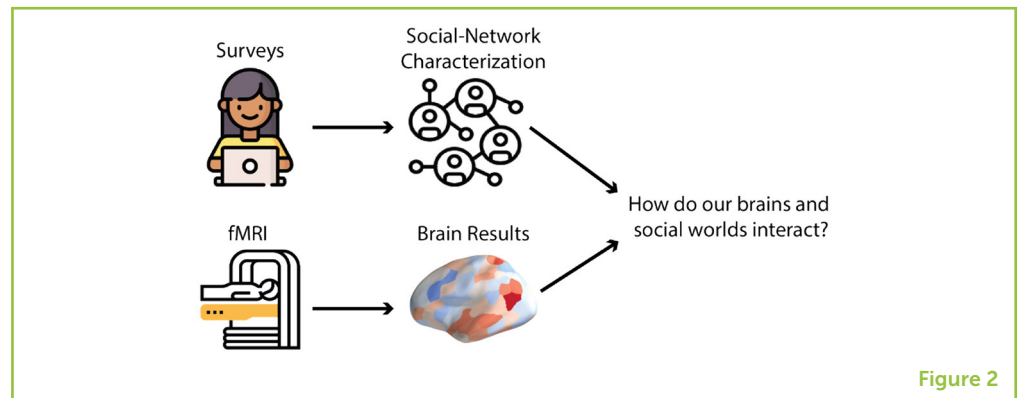 Surveys
Social-Network
Characterization
fMRI
Brain Results
How do our brains and
social worlds interact?
Figure 2